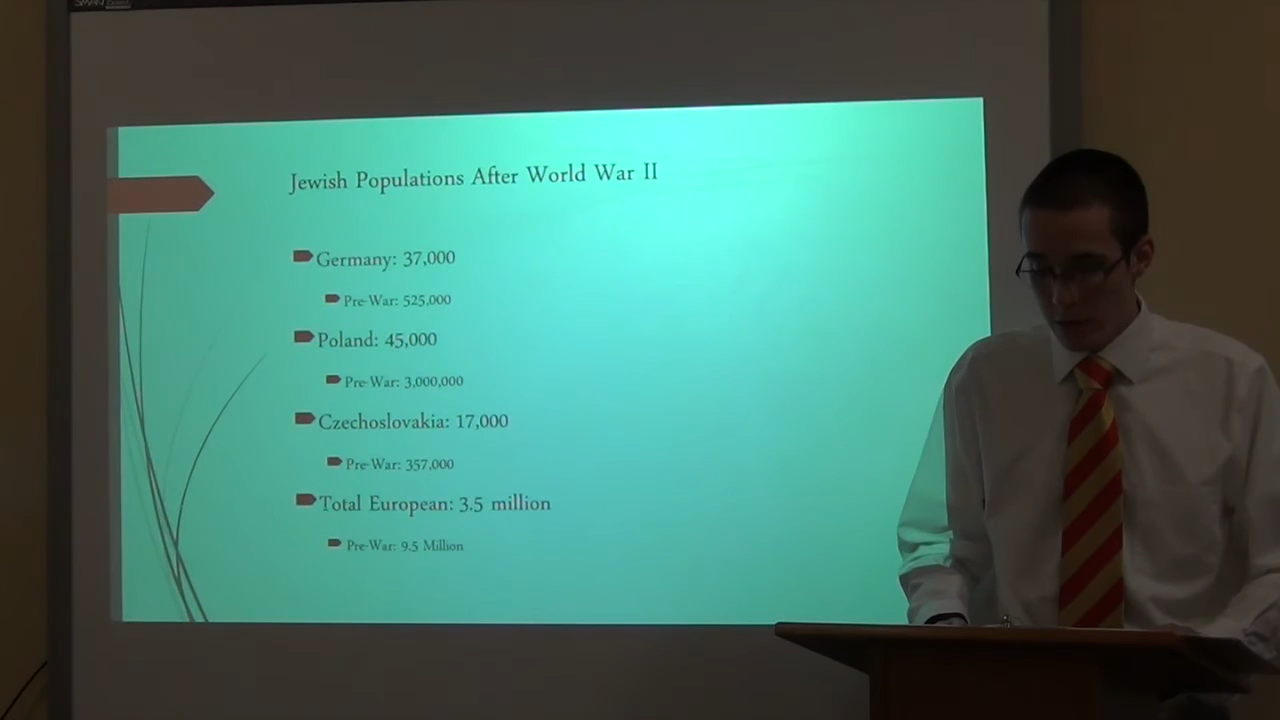 SMART
Jewish Populations After World War II
Germany: 37,000
Pre-War: 525,000
Poland: 45,000
Pre-War: 3,000,000
Czechoslovakia: 17,000
Pre-War: 357,000
Total European: 3.5 million
Pre-War: 9.5 Million